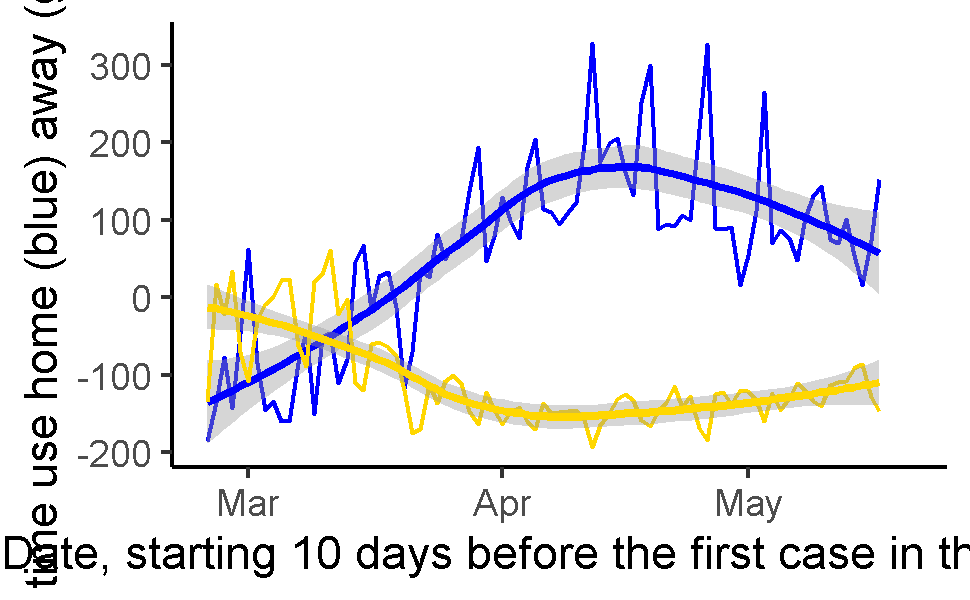 time use home (blue) away (g
300
200
100
0
-100
-200
Mar Apr May
Date, starting 10 days before the first case in th